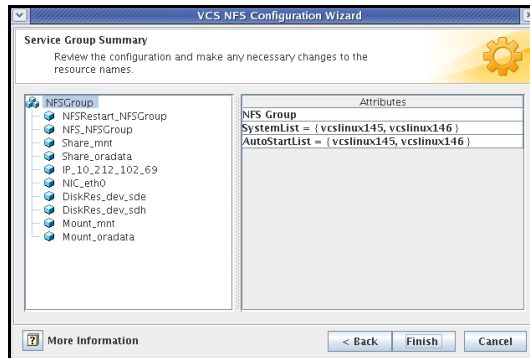 VCS NFS Configuration Wizard
Service Group Summary
Review the configuration and make any necessary changes to the
resource names.
NFSGroup
NFSRestart_NFSGroup
NFS_NFSGroup
Share_mnt
Share_oradata
IP_10_212_102_69
NIC_eth0
DiskRes_dev_sde
DiskRes_dev_sdh
Mount_mnt
Mount_oradata
Attributes
NFS Group
SystemList = { vcslinux145, vcslinux146 }
AutoStartList = { vcslinux145, vcslinux146 }
? More Information
< Back
Finish
Cancel